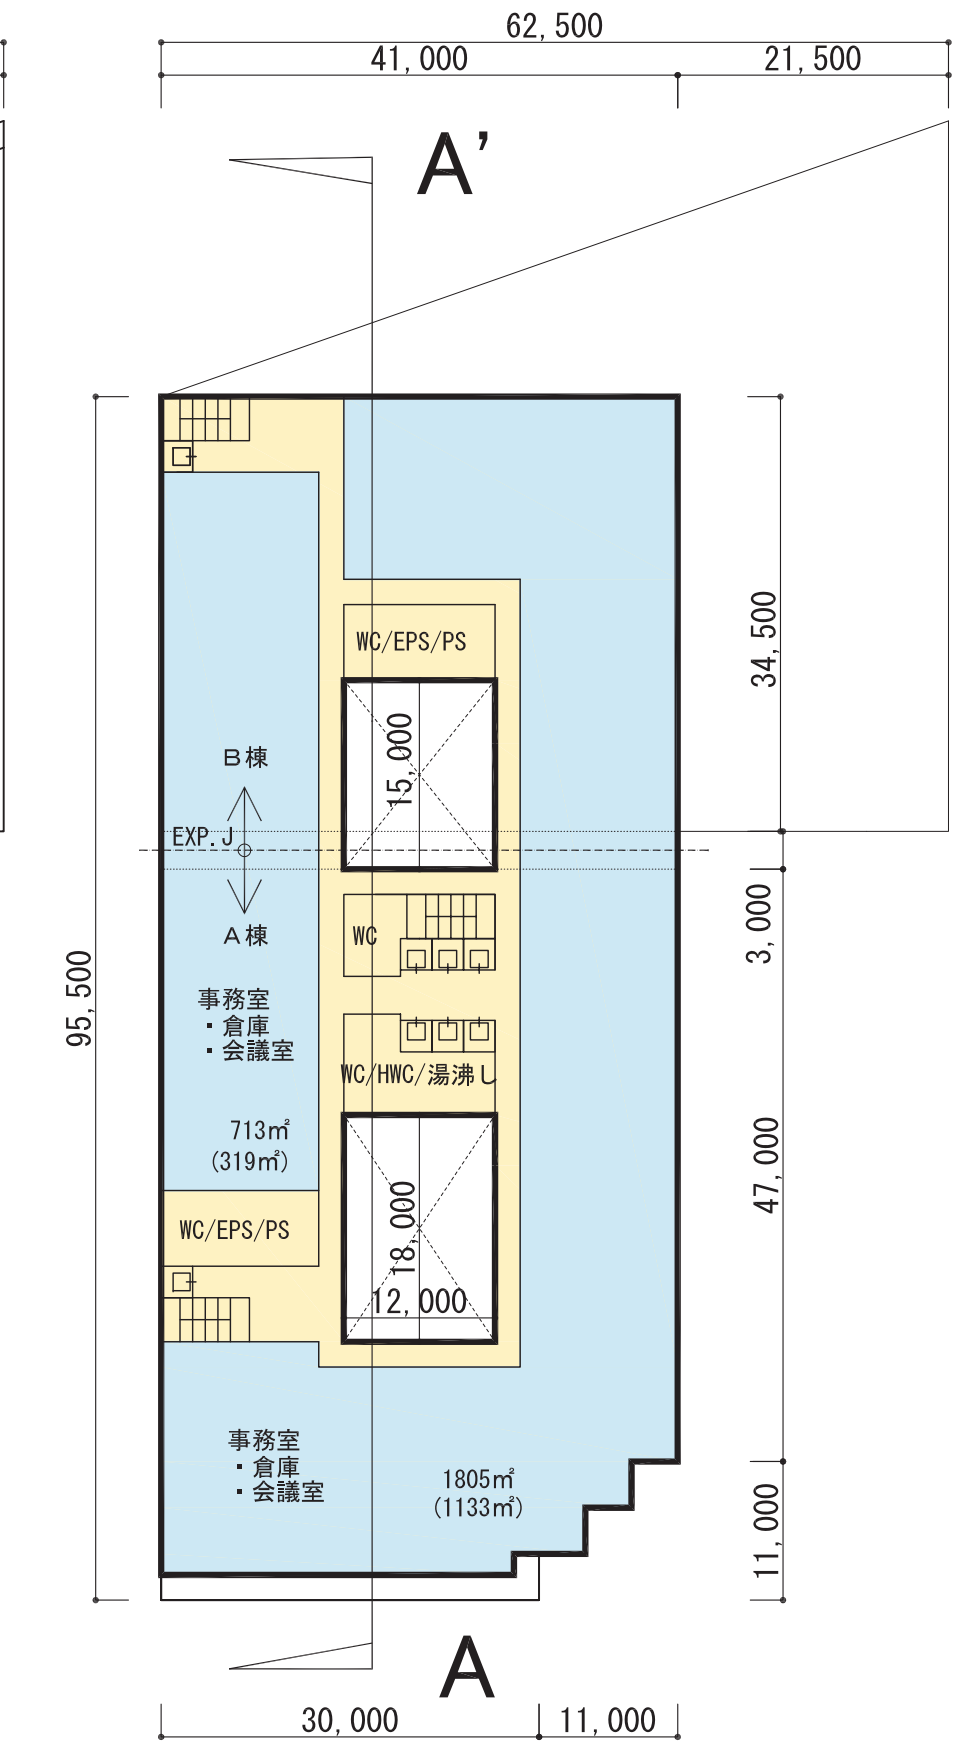 62,500
41,000
21,500
A’
WC/EPS/PS
34,500
15,000
B棟
EXP.J
A棟
WC
3,000
95,500
事務室
・倉庫
・会議室
WC/HWC/湯沸し
713㎡
(319㎡)
47,000
18,000
WC/EPS/PS
12,000
事務室
・倉庫
・会議室
1805㎡
(1133㎡)
11,000
A
30,000
11,000